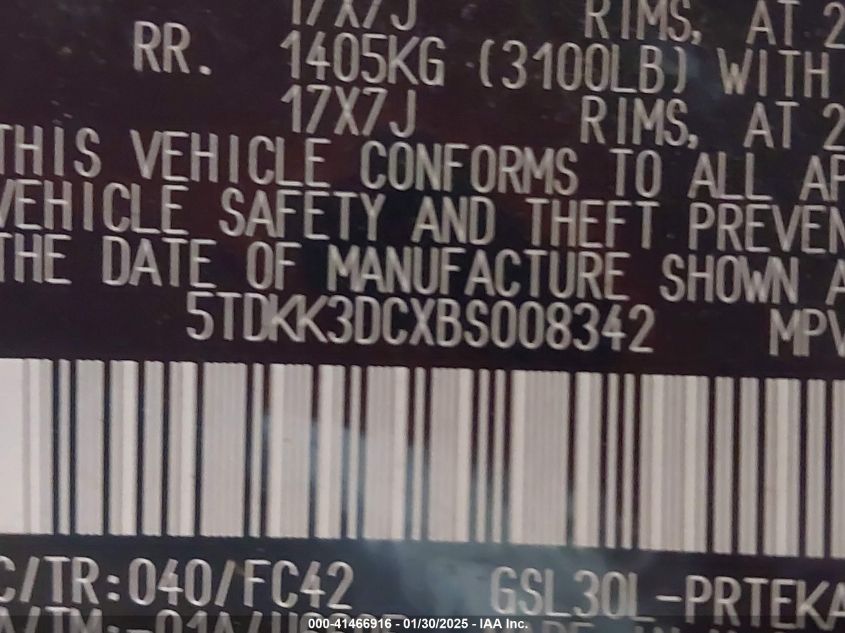 17X7J RIMS, AT 2
RR. 1405KG (3100LB) WITH
17X7J RIMS, AT 2
THIS VEHICLE CONFORMS TO ALL AP
VEHICLE SAFETY AND THEFT PREVEN
THE DATE OF MANUFACTURE SHOWN A
5TDKK3DCXBS008342 MPV
C/TR:040/FC42 GSL30L-PRTEKA
000-41466916 - 01/30/2025 - IAA Inc.